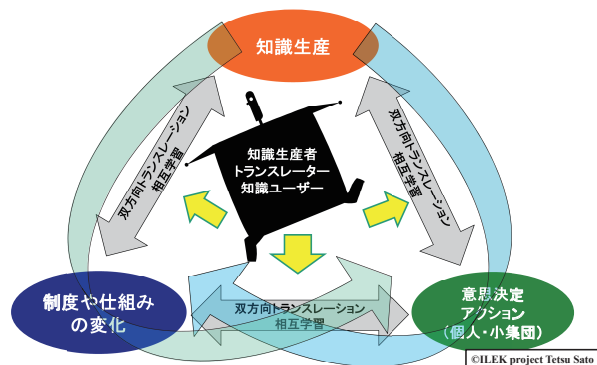 知識生産
双方向トランスレーション
相互学習
双方向トランスレーション
相互学習
知識生産者
トランスレーター
知識ユーザー
制度や仕組み
の変化
双方向トランスレーション
相互学習
意思決定
アクション
(個人・小集団)
©ILEK project Tetsu Sato